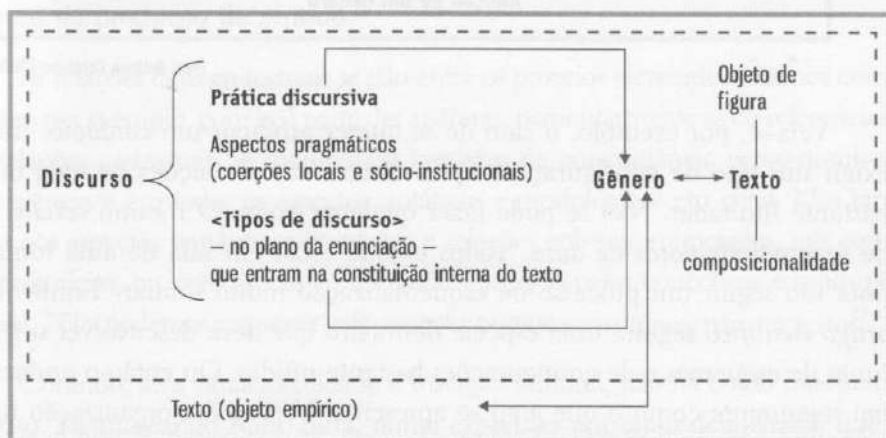 Prática discursiva
Aspectos pragmáticos
(coerções locais e sócio-institucionais)
Discurso
<Tipos de discurso>
– no plano da enunciação –
que entram na constituição interna do texto
Gênero
Objeto de
figura
Texto
composicionalidade
Texto (objeto empírico)